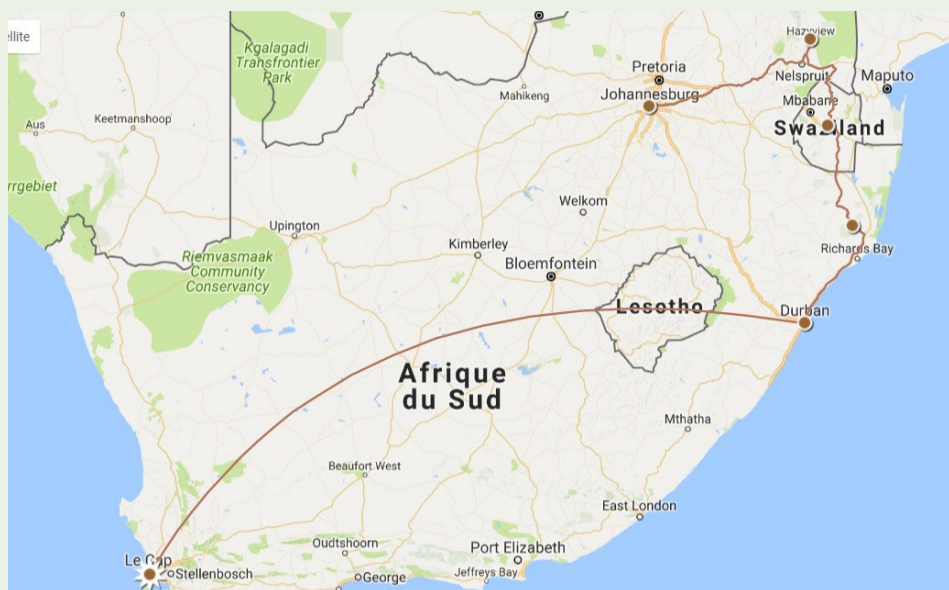 ellite
Kgalagadi
Transfrontier
Park
Hazyview
Pretoria
Nelspruit
Maputo
Johannesburg
Mahikeng
Mbabane
Aus
Keetmanshoop
Swaziland
rrgebiet
Welkom
Upington
Kimberley
Richards Bay
Riemvasmaak
Community
Conservancy
Bloemfontein
Lesotho
Durban
Afrique
du Sud
Mthatha
Beaufort West
East London
Oudtshoorn
Port Elizabeth
Le Cap
Stellenbosch
George
Jeffreys Bay